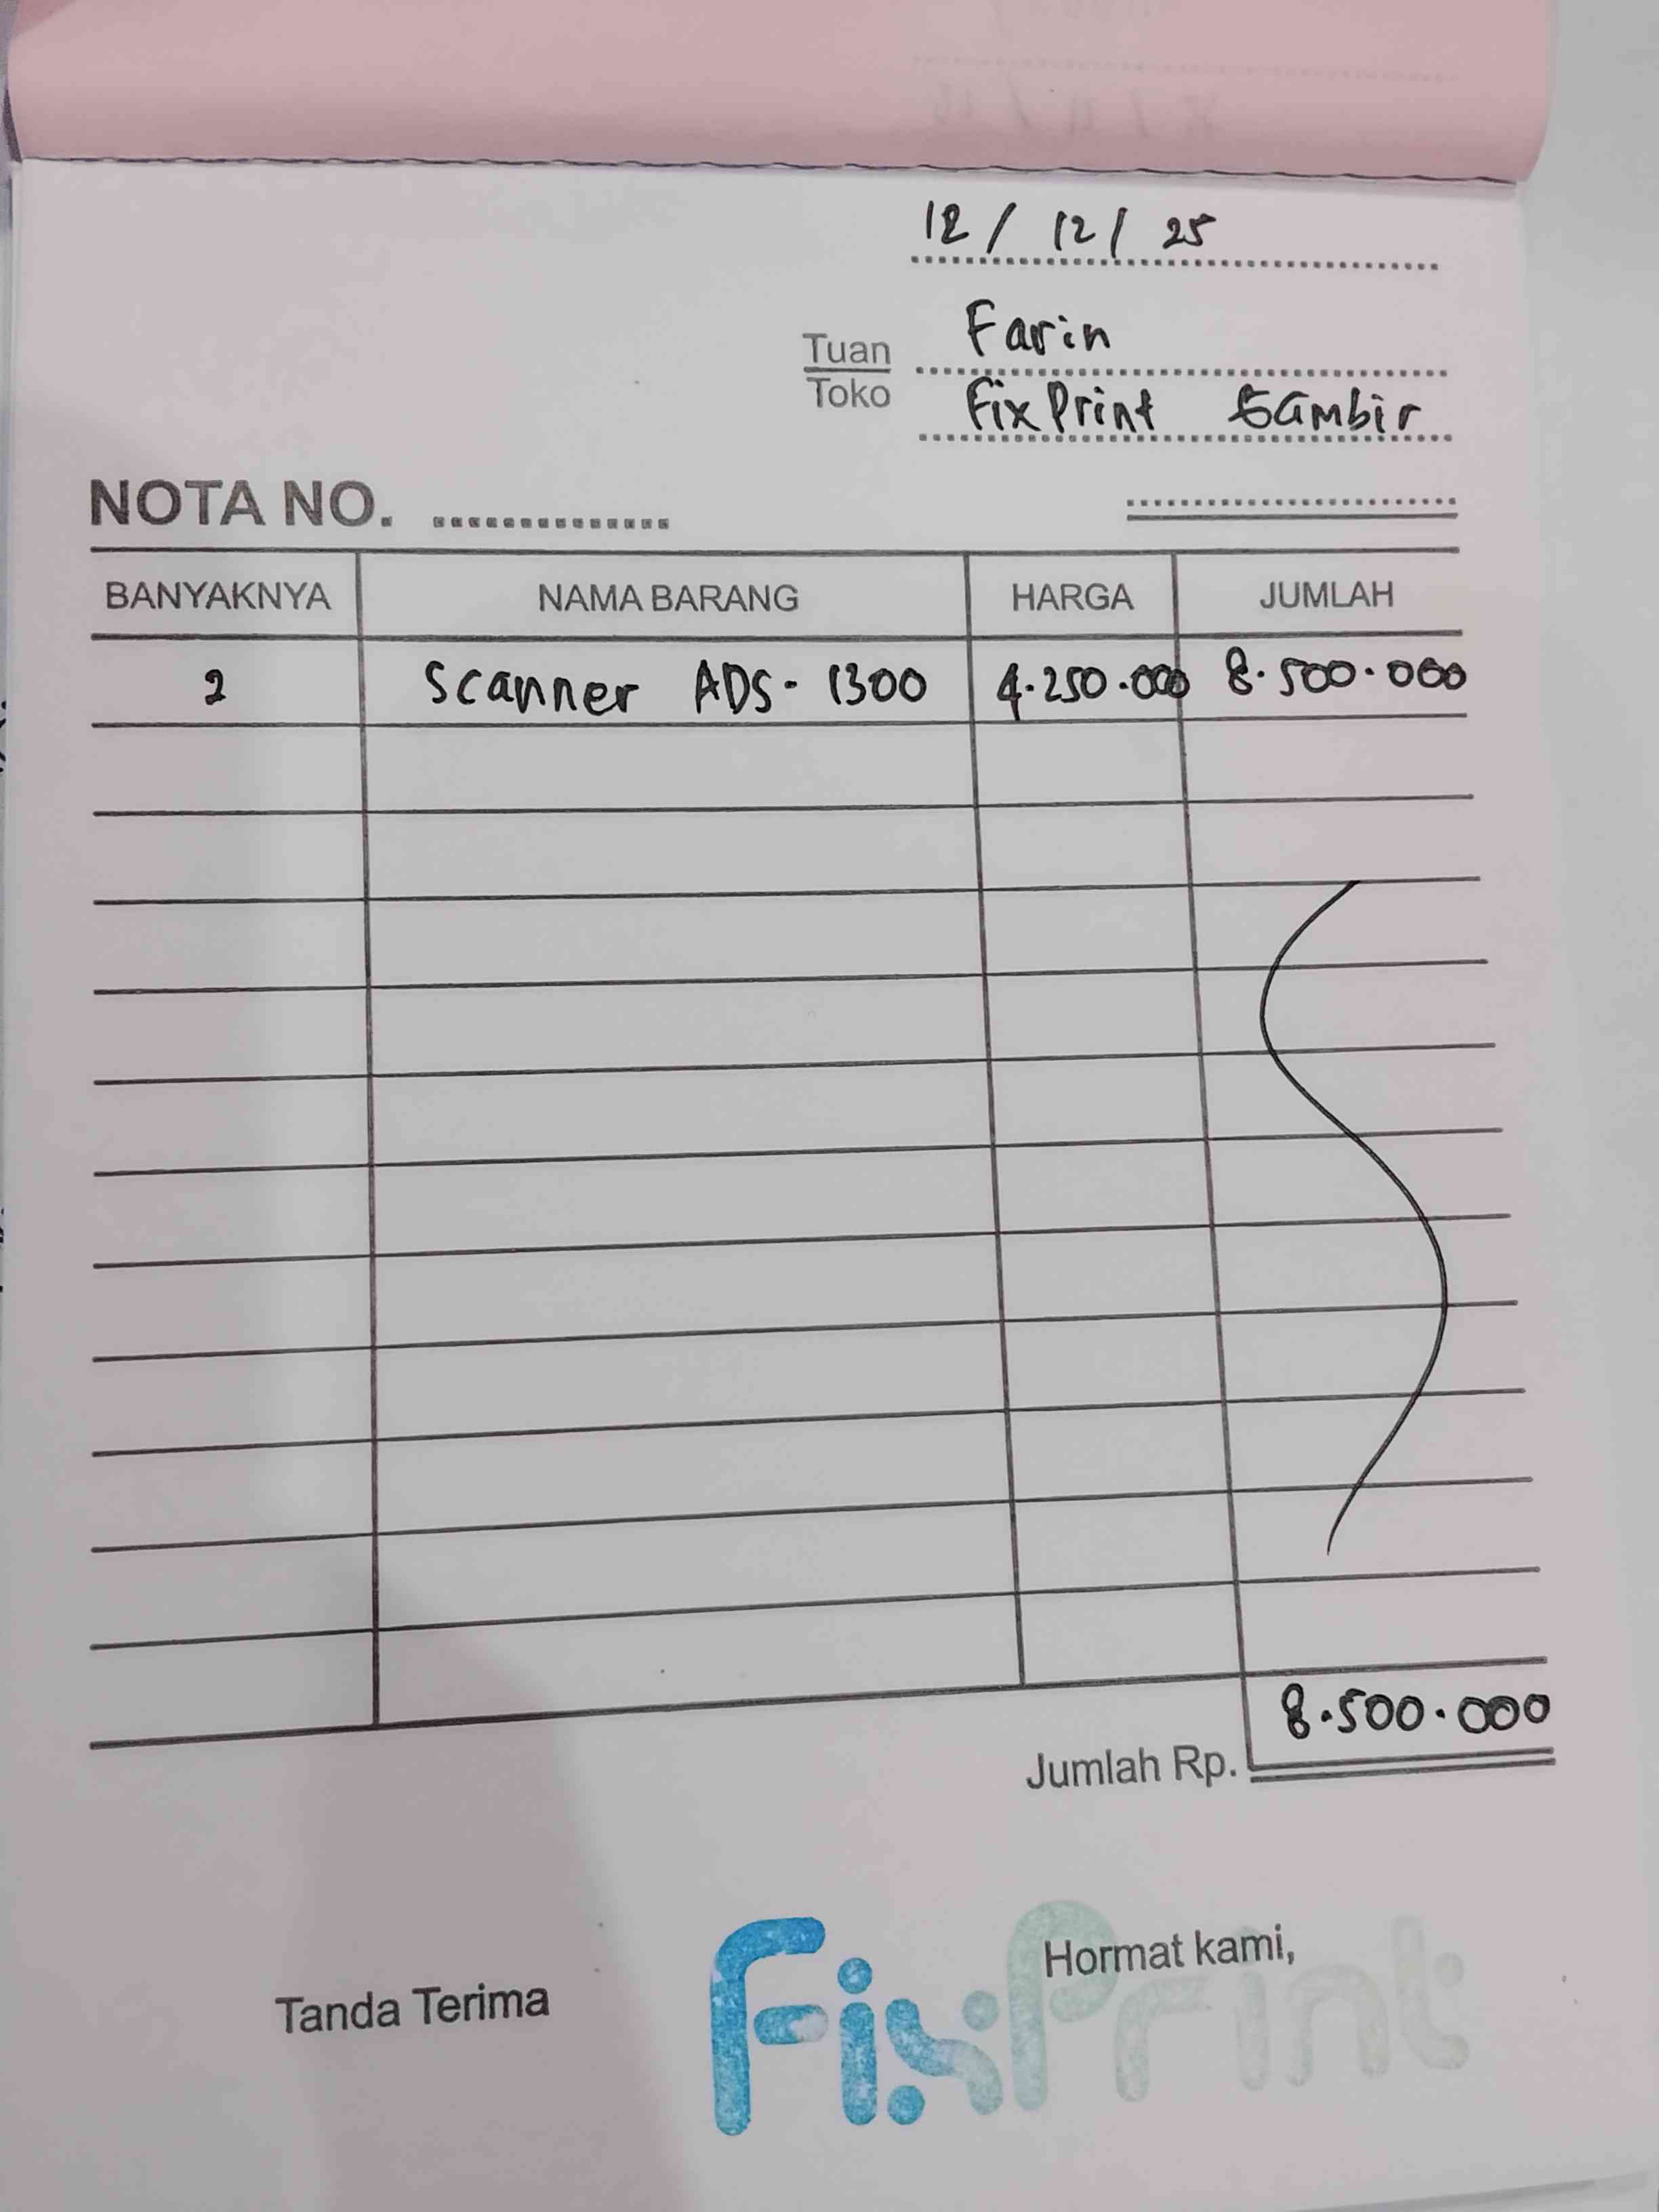 12 / 12 / 25
Tuan Farin
Toko FixPrint Gambir
NOTA NO. ...............
BANYAKNYA NAMA BARANG HARGA JUMLAH
2 Scanner ADS- 1300 4.250.000 8.500.000
8.500.000
Jumlah Rp.
Hormat kami,
Tanda Terima
FixPrint